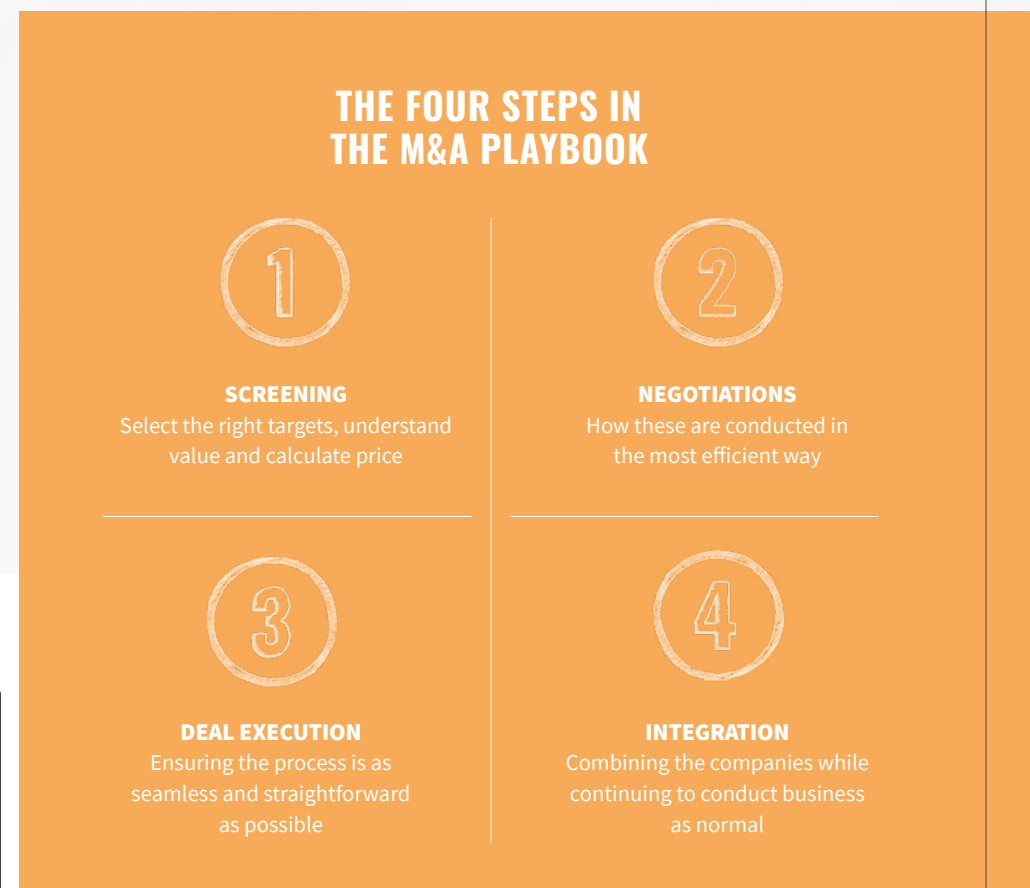 THE FOUR STEPS IN
THE M&A PLAYBOOK
1
SCREENING
Select the right targets, understand
value and calculate price
2
NEGOTIATIONS
How these are conducted in
the most efficient way
3
DEAL EXECUTION
Ensuring the process is as
seamless and straightforward
as possible
4
INTEGRATION
Combining the companies while
continuing to conduct business
as normal